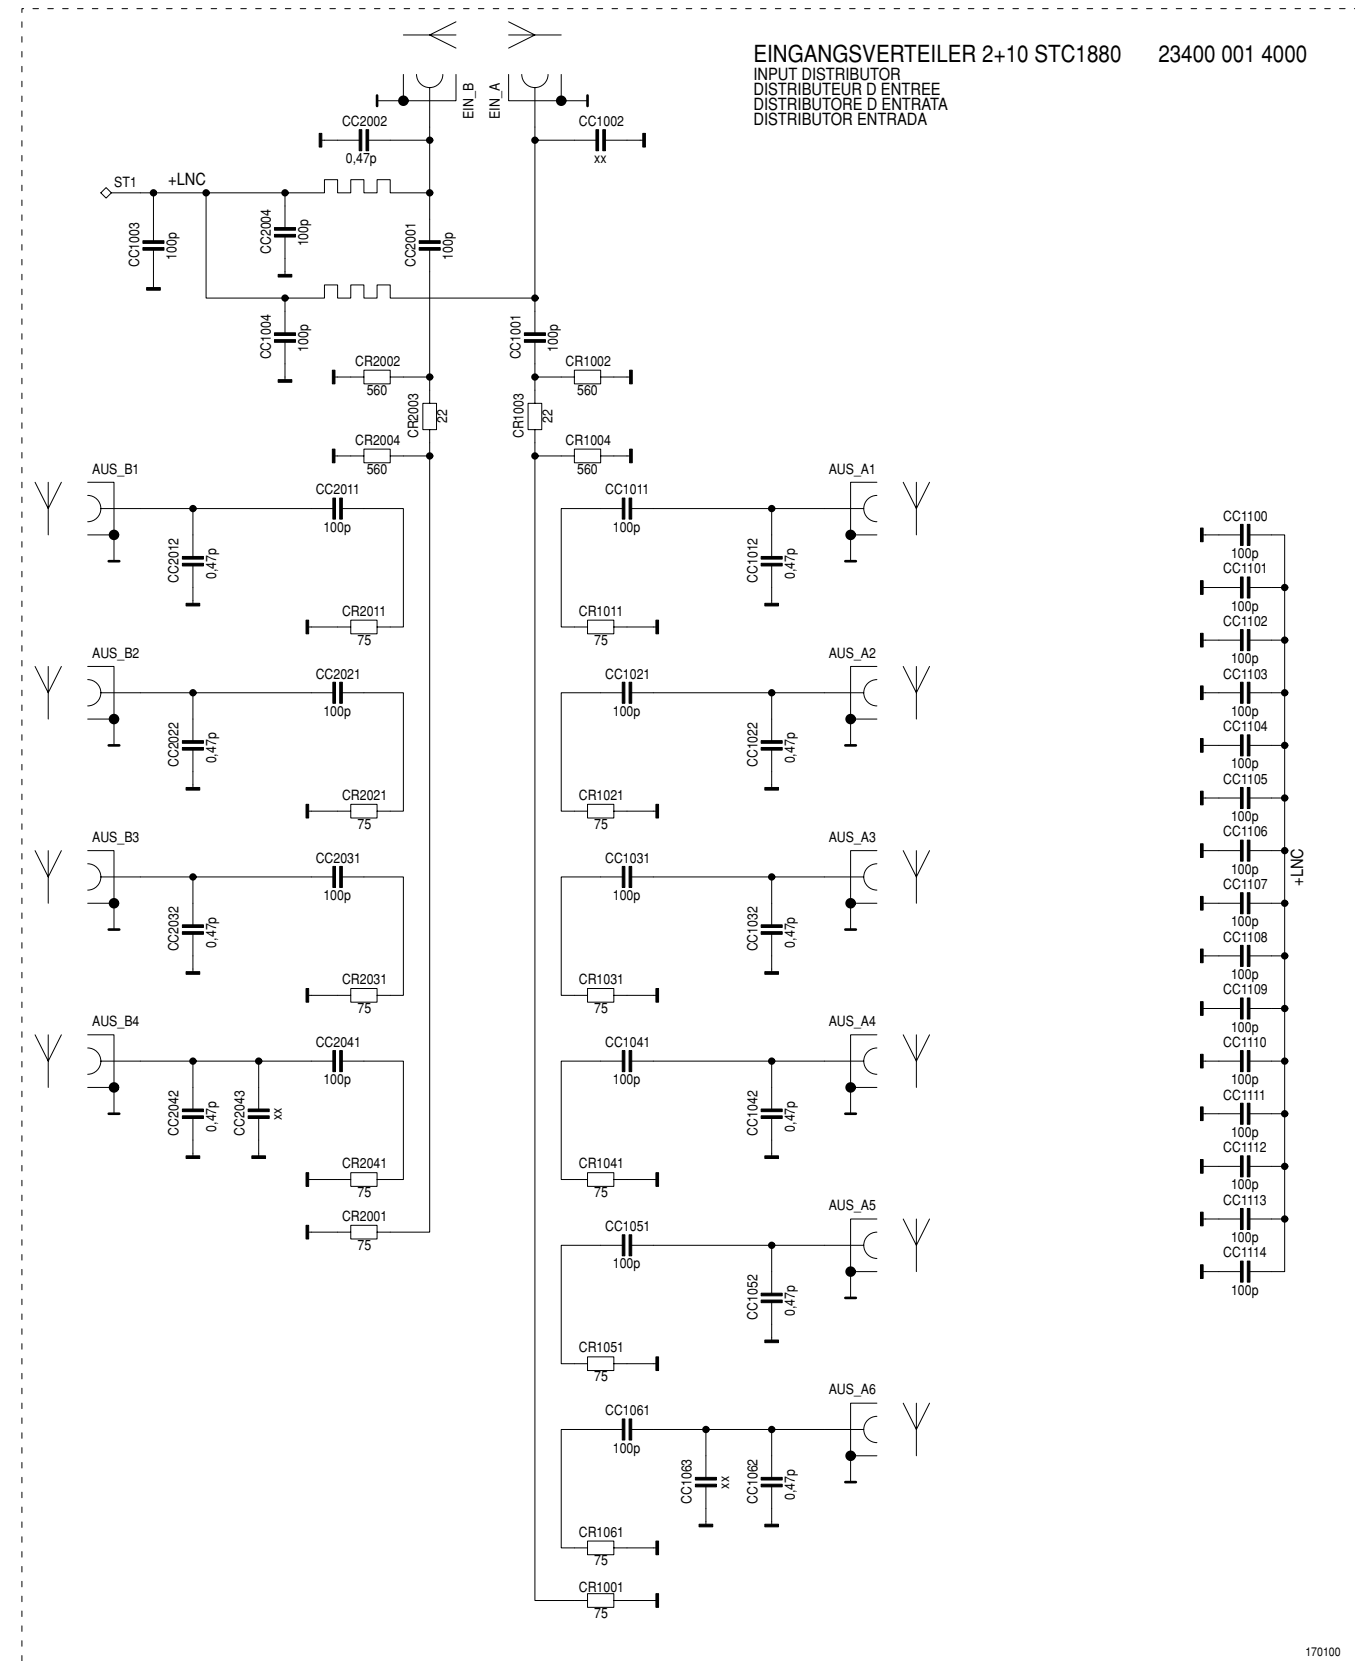 EINGANGSVERTEILER 2+10 STC1880 23400 001 4000
INPUT DISTRIBUTOR
DISTRIBUTEUR D ENTREE
DISTRIBUTORE D ENTRATA
DISTRIBUTOR ENTRADA
EIN_B
EIN_A
CC2002
0,47p
CC1002
xx
ST1
+LNC
CC1003
100p
CC2004
100p
CC2001
100p
CC1004
100p
CC1001
100p
CR2002
560
CR1002
560
CR2003
22
CR1003
22
CR2004
560
CR1004
560
AUS_B1
CC2011
100p
CC2012
0,47p
CR2011
75
CC1011
100p
CC1012
0,47p
CR1011
75
AUS_A1
AUS_B2
CC2021
100p
CC2022
0,47p
CR2021
75
CC1021
100p
CC1022
0,47p
CR1021
75
AUS_A2
AUS_B3
CC2031
100p
CC2032
0,47p
CR2031
75
CC1031
100p
CC1032
0,47p
CR1031
75
AUS_A3
AUS_B4
CC2041
100p
CC2042
0,47p
CC2043
xx
CR2041
75
CR2001
75
CC1041
100p
CC1042
0,47p
CR1041
75
AUS_A4
CC1051
100p
CC1052
0,47p
CR1051
75
AUS_A5
CC1061
100p
CC1063
xx
CC1062
0,47p
CR1061
75
AUS_A6
CR1001
75
CC1100
100p
CC1101
100p
CC1102
100p
CC1103
100p
CC1104
100p
CC1105
100p
CC1106
100p
+LNC
CC1107
100p
CC1108
100p
CC1109
100p
CC1110
100p
CC1111
100p
CC1112
100p
CC1113
100p
CC1114
100p
170100